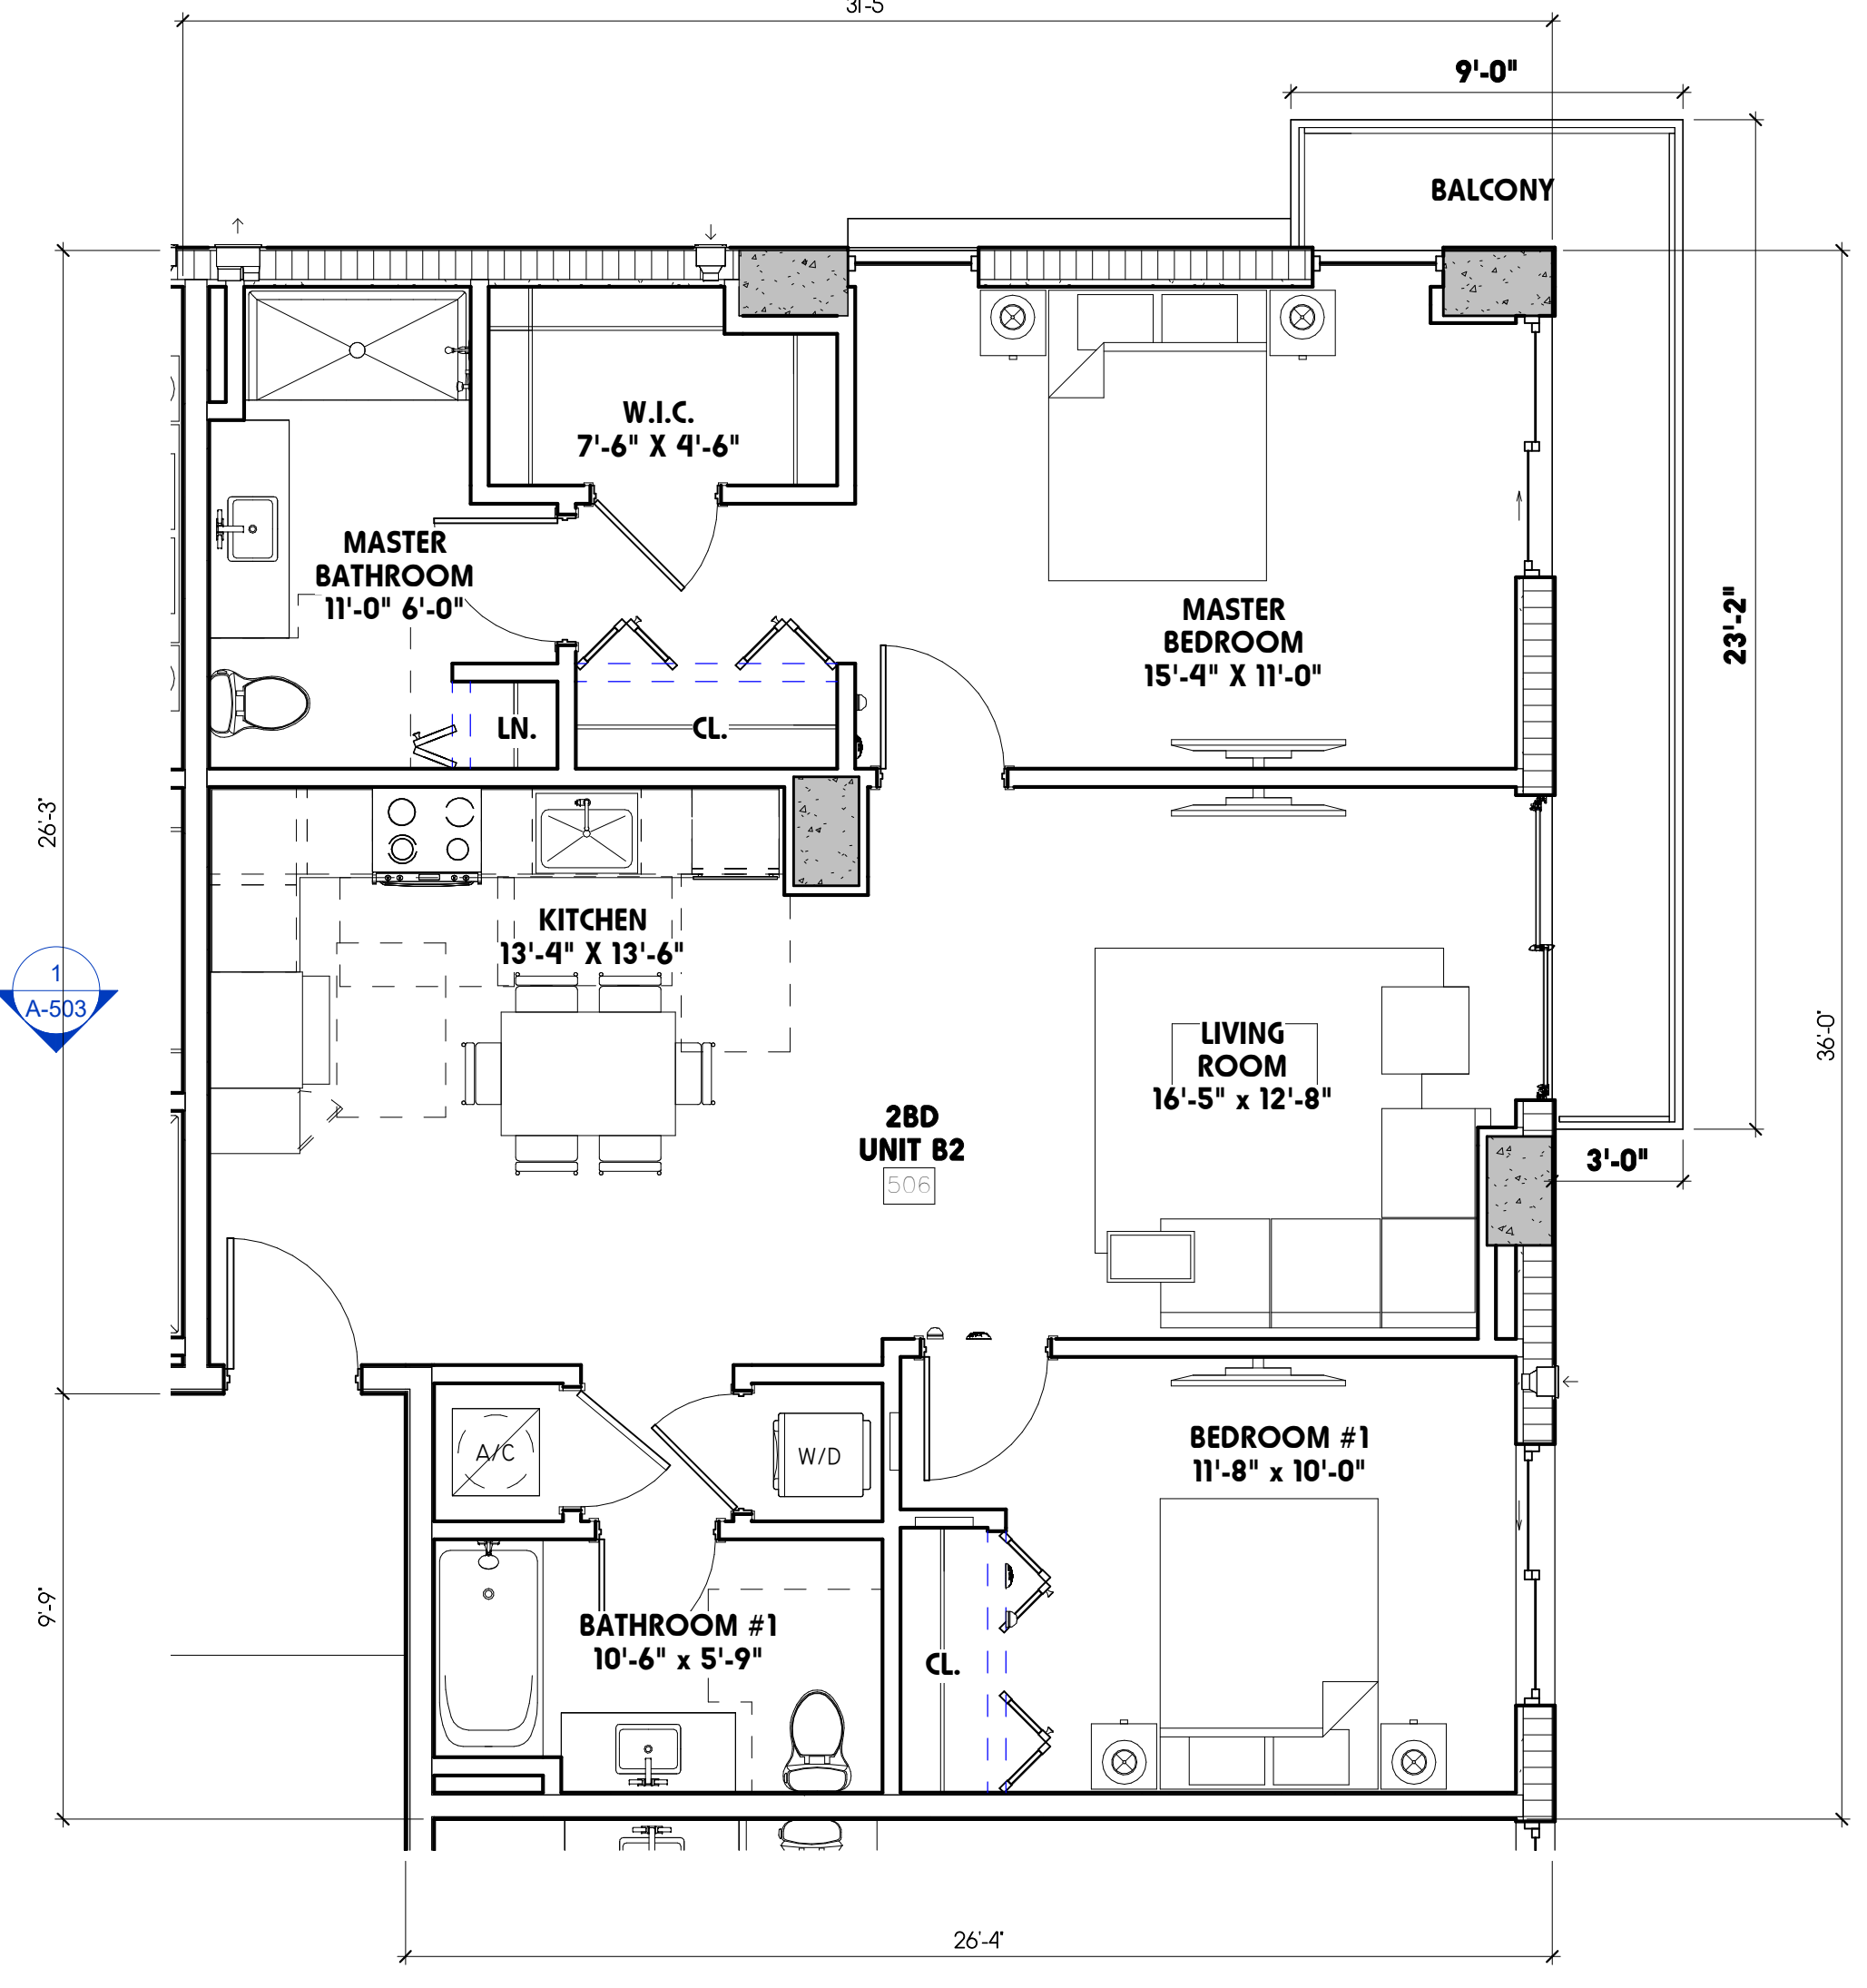 31'-5
9'-0"
BALCONY
W.I.C.
7'-6" X 4'-6"
MASTER
BATHROOM
11'-0" 6'-0"
MASTER
BEDROOM
15'-4" X 11'-0"
23'-2"
LN.
CL.
26'-3"
KITCHEN
13'-4" X 13'-6"
1
A-503
LIVING
ROOM
16'-5" x 12'-8"
36'-0"
2BD
UNIT B2
506
3'-0"
A/C
W/D
BEDROOM #1
11'-8" x 10'-0"
9'-9"
BATHROOM #1
10'-6" x 5'-9"
CL.
26'-4"